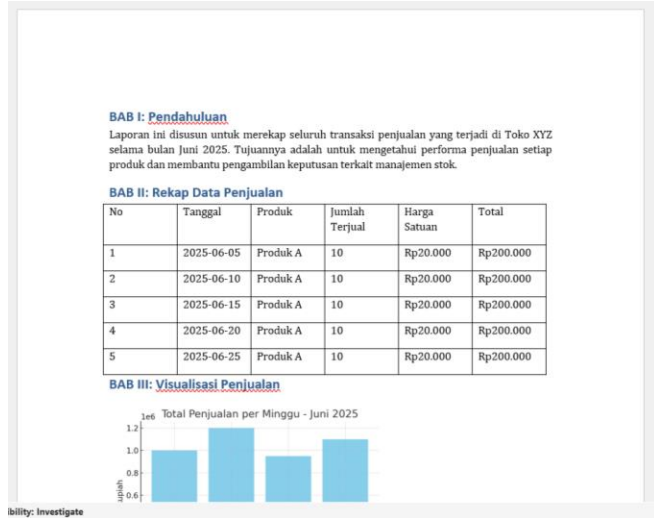 BAB I: Pendahuluan
Laporan ini disusun untuk merekap seluruh transaksi penjualan yang terjadi di Toko XYZ
selama bulan Juni 2025. Tujuannya adalah untuk mengetahui performa penjualan setiap
produk dan membantu pengambilan keputusan terkait manajemen stok.
BAB II: Rekap Data Penjualan
No Tanggal Produk Jumlah Terjual Harga Satuan Total
1 2025-06-05 Produk A 10 Rp20.000 Rp200.000
2 2025-06-10 Produk A 10 Rp20.000 Rp200.000
3 2025-06-15 Produk A 10 Rp20.000 Rp200.000
4 2025-06-20 Produk A 10 Rp20.000 Rp200.000
5 2025-06-25 Produk A 10 Rp20.000 Rp200.000
BAB III: Visualisasi Penjualan
1e6 Total Penjualan per Minggu - Juni 2025
1.2
1.0
0.8
0.6
ibility: Investigate